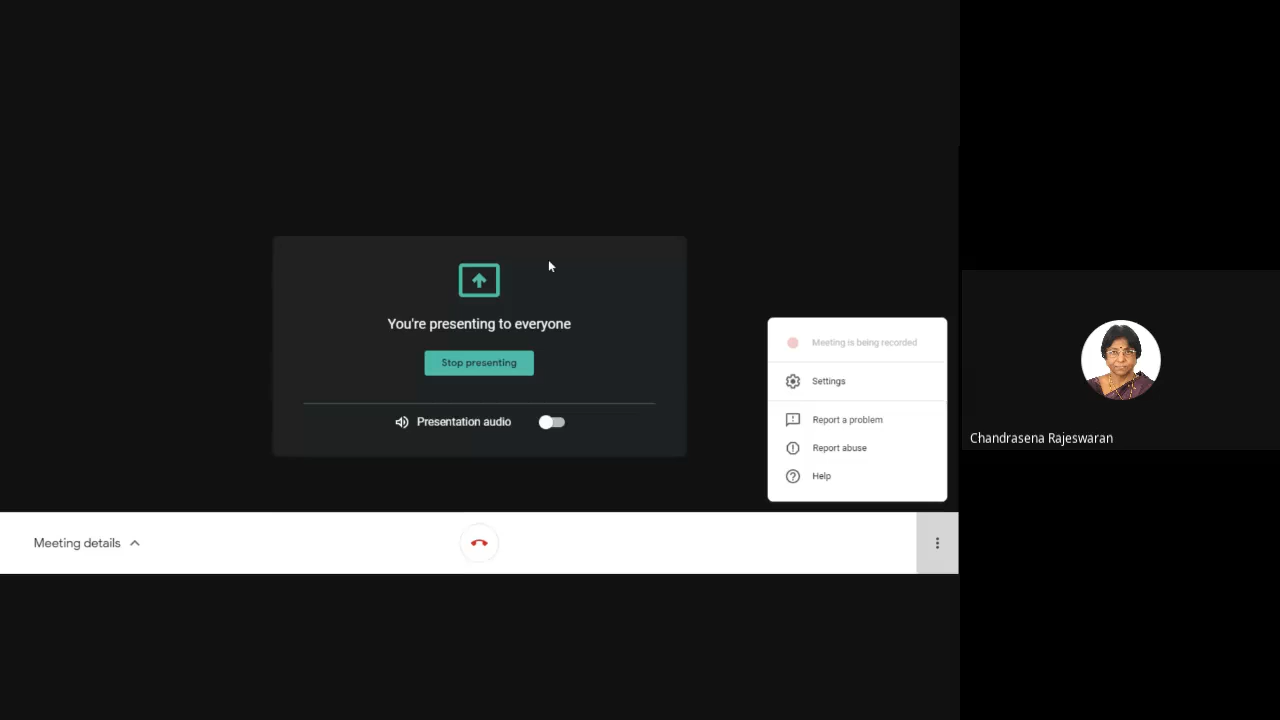 You're presenting to everyone
Stop presenting
Presentation audio
Meeting is being recorded
Settings
Report a problem
Report abuse
Help
Chandrasena Rajeswaran
Meeting details